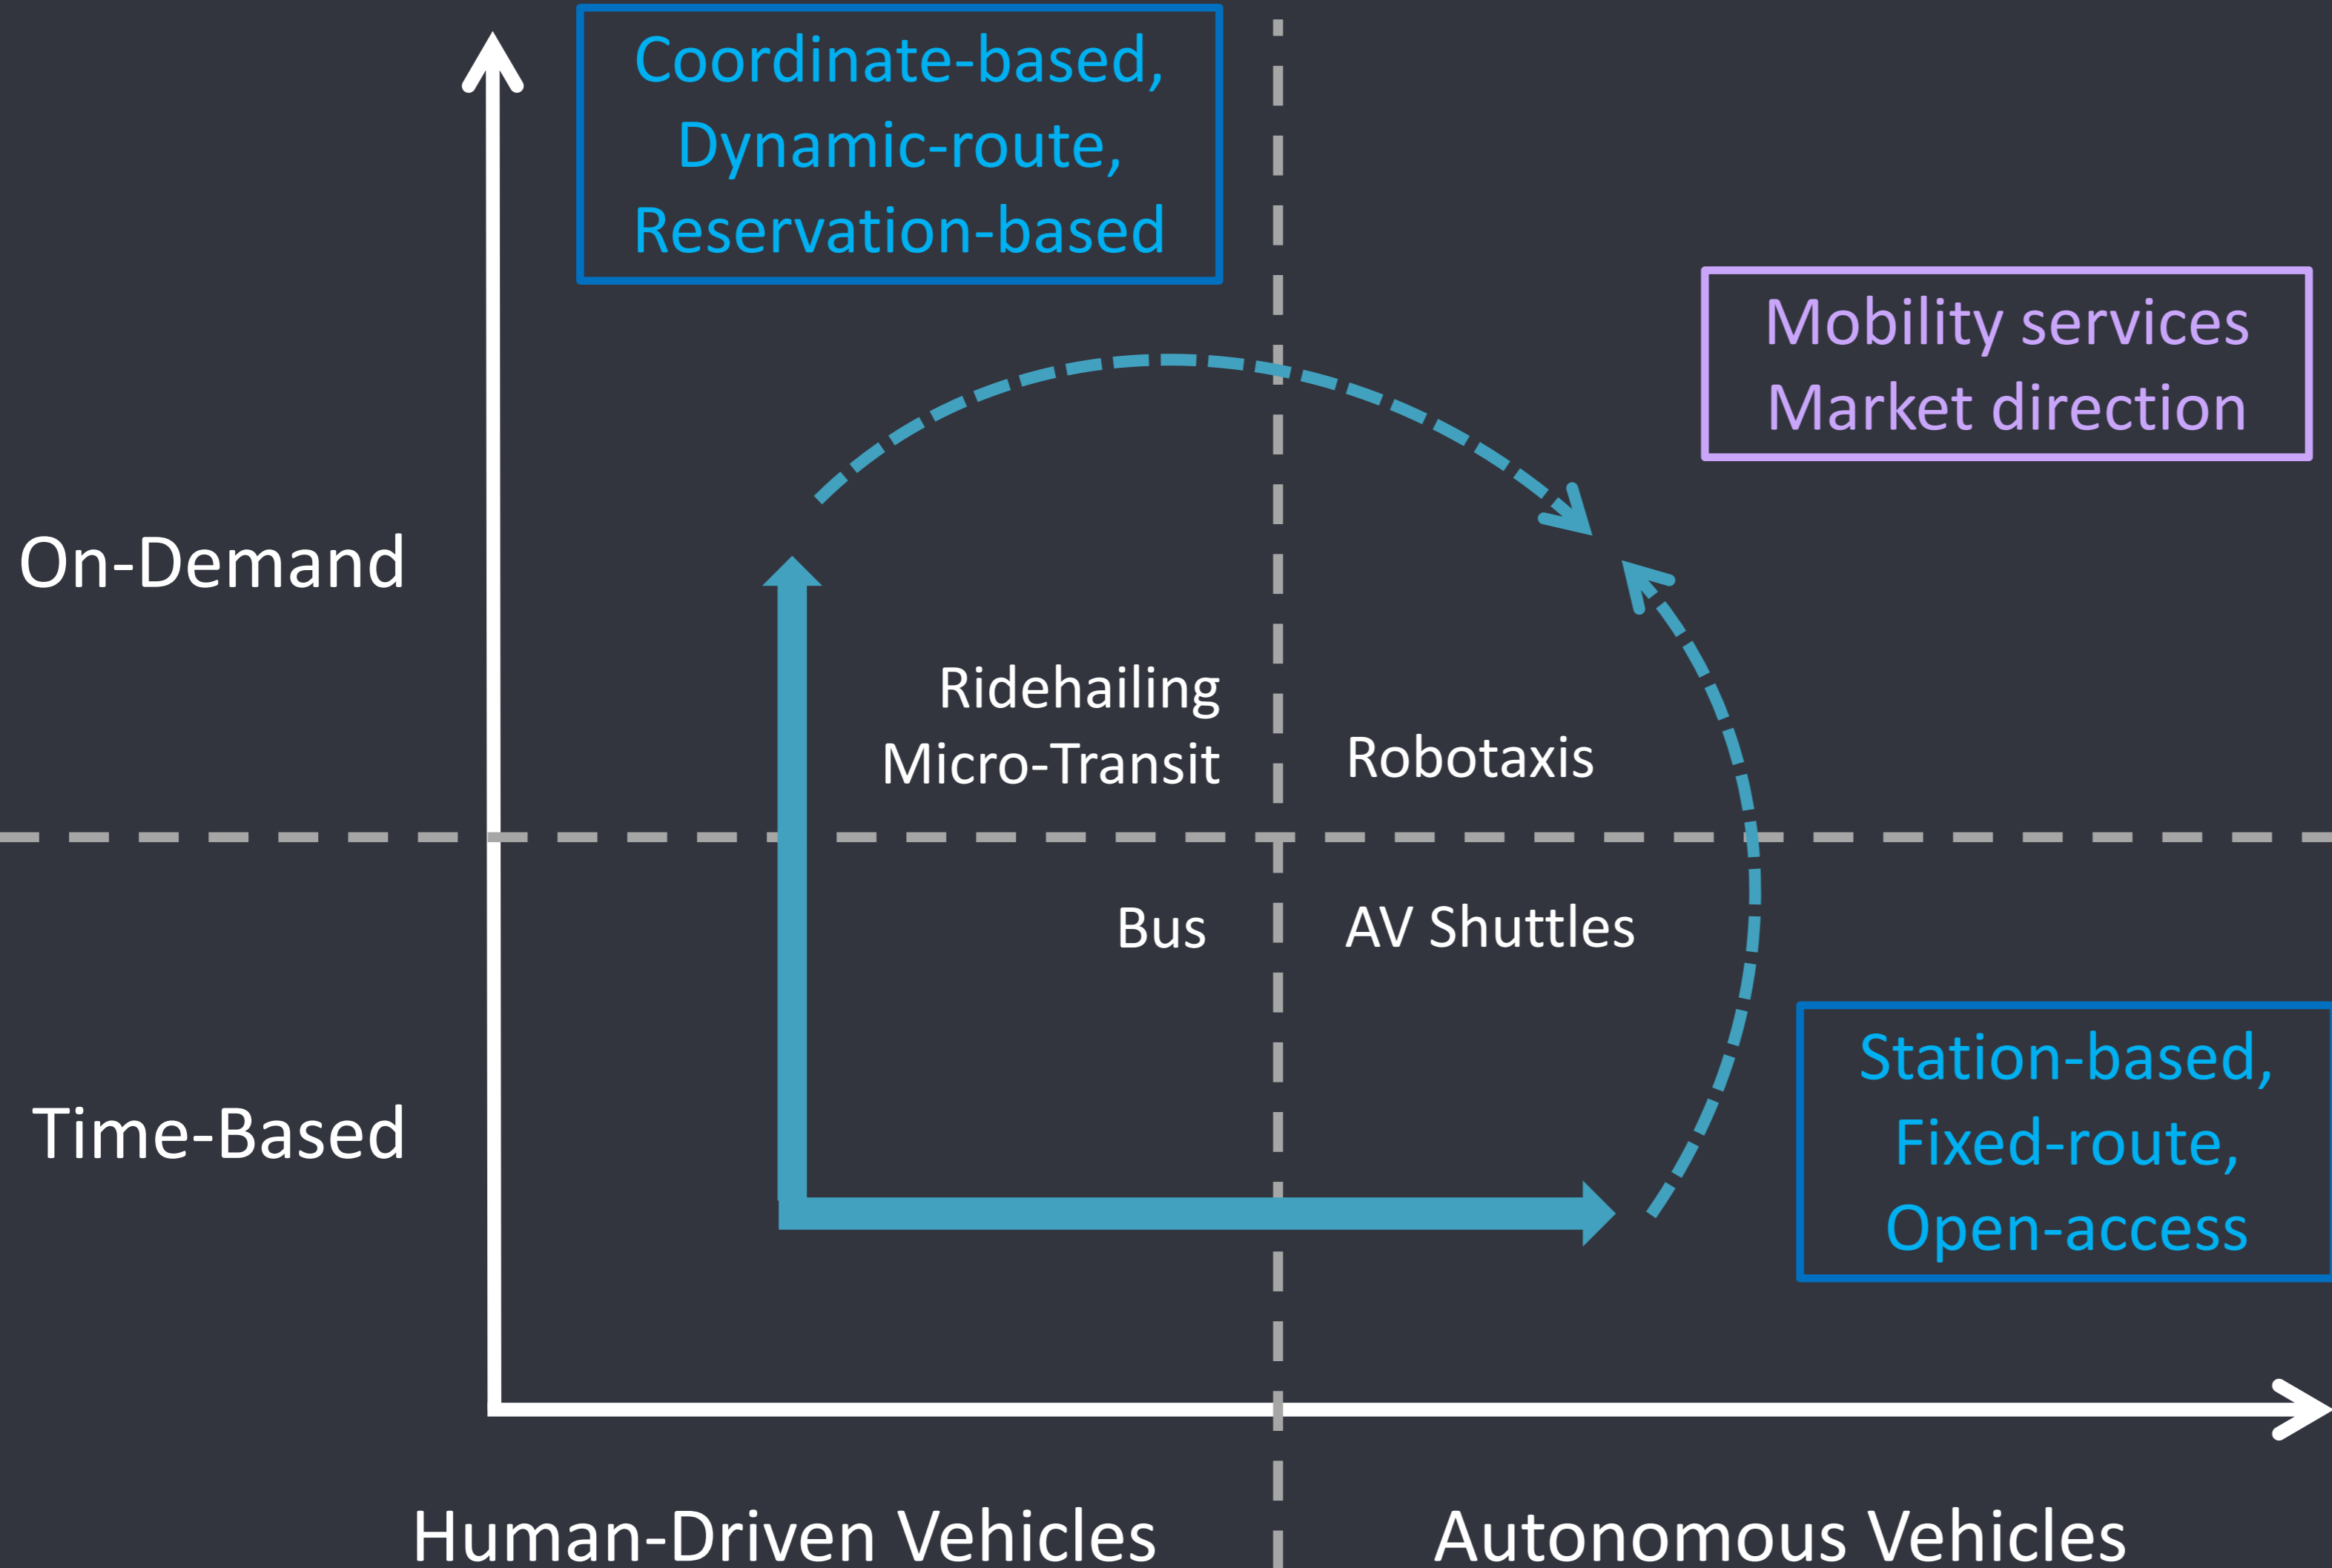 Coordinate-based,
Dynamic-route,
Reservation-based
Mobility services
Market direction
On-Demand
Ridehailing
Micro-Transit
Robotaxis
Bus
AV Shuttles
Station-based,
Fixed-route,
Open-access
Time-Based
Human-Driven Vehicles
Autonomous Vehicles